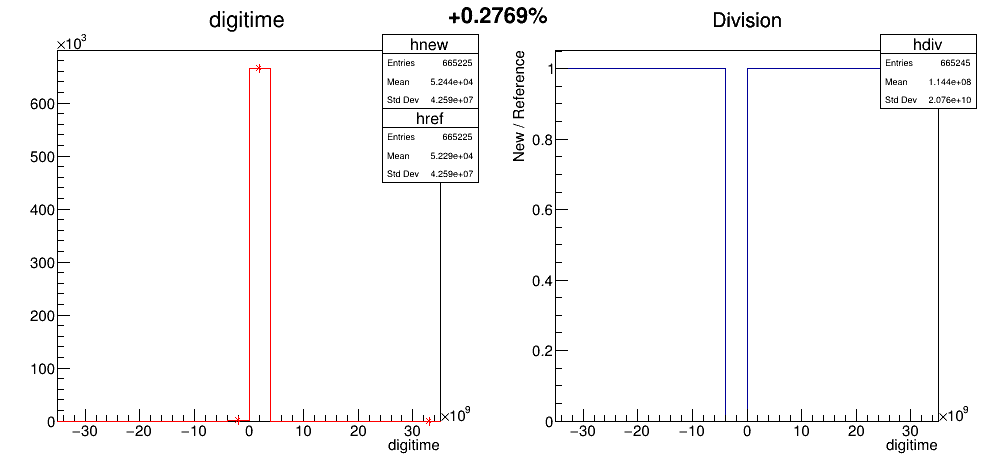 +0.2769%
digitime
×10³
hnew
Entries 665225
Mean 5.244e+04
Std Dev 4.259e+07
href
Entries 665225
Mean 5.229e+04
Std Dev 4.259e+07
600
500
400
300
200
100
0
−30 −20 −10 0 10 20 30
×10⁹
digitime
Division
hdiv
Entries 665245
Mean 1.144e+08
Std Dev 2.076e+10
New / Reference
1
0.8
0.6
0.4
0.2
0
−30 −20 −10 0 10 20 30
×10⁹
digitime